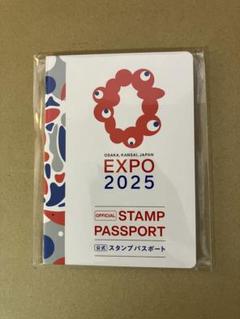 OSAKA, KANSAI, JAPAN
EXPO
2025
OFFICIAL STAMP
PASSPORT
公式 スタンプパスポート